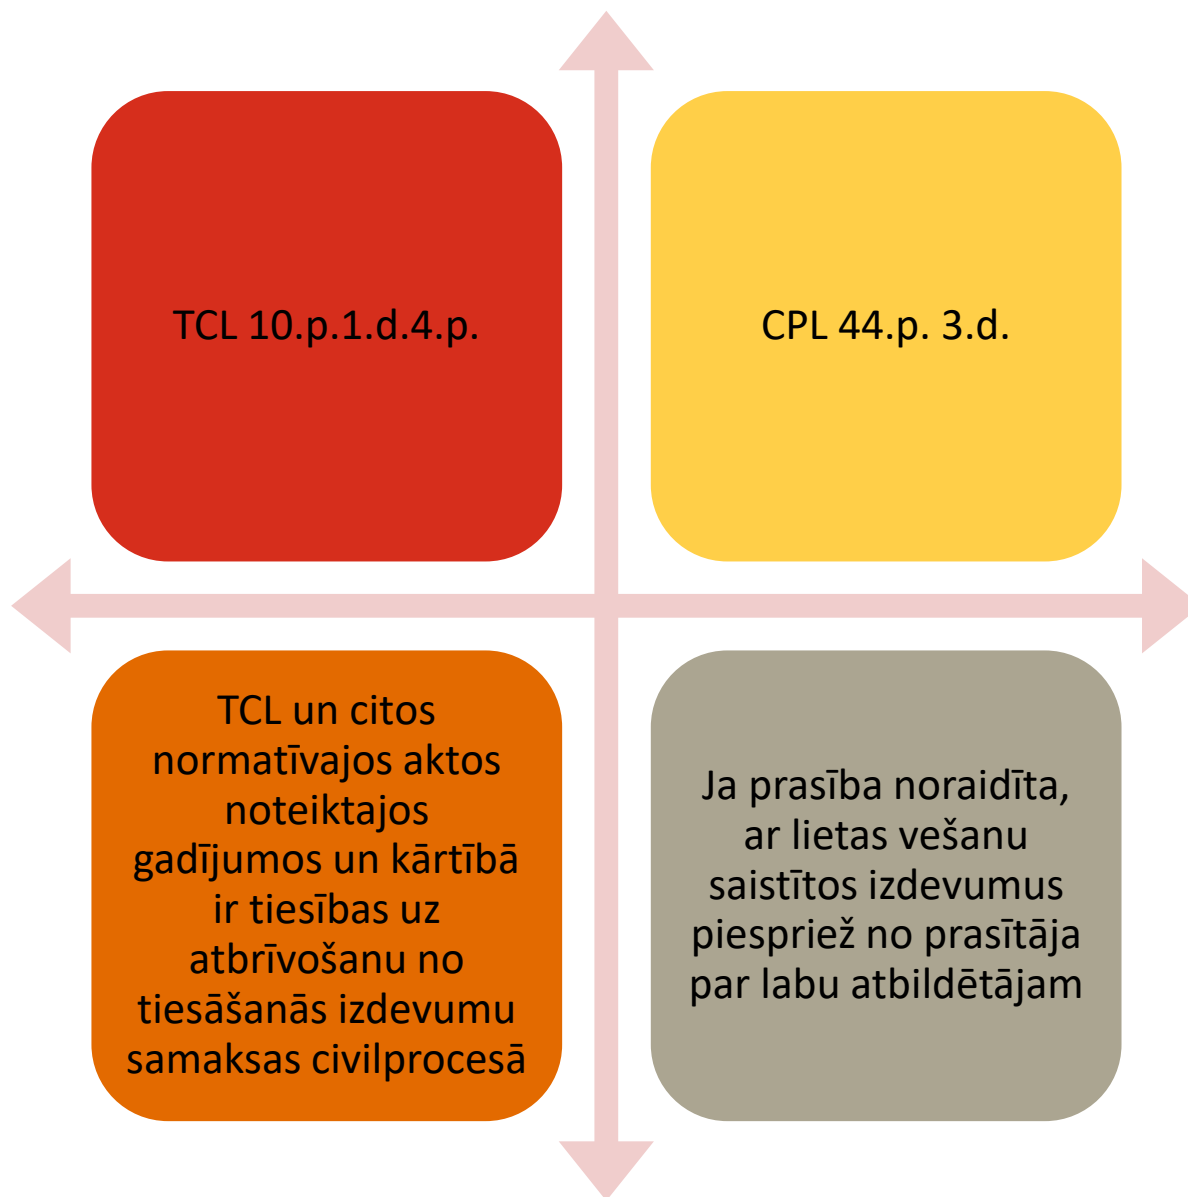 TCL 10.p.1.d.4.p.
CPL 44.p. 3.d.
TCL un citos
normatīvajos aktos
noteiktajos
gadījumos un kārtībā
ir tiesības uz
atbrīvošanu no
tiesāšanās izdevumu
samaksas civilprocesā
Ja prasība noraidīta,
ar lietas vešanu
saistītos izdevumus
piespriež no prasītāja
par labu atbildētājam